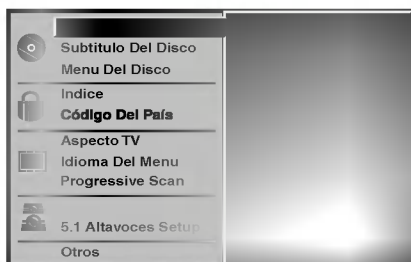 Subtitulo Del Disco
Menu Del Disco
Indice
Código Del País
Aspecto TV
Idioma Del Menu
Progressive Scan
5.1 Altavoces Setup
Otros